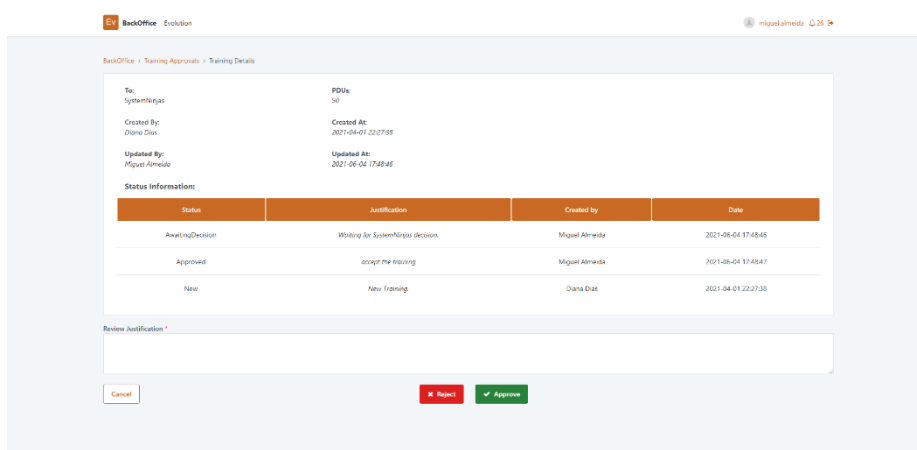 Ev BackOffice Evolution miguel.almeida 26
BackOffice > Training Approvals > Training Details
To: PDUs:
SystemNinjas 50
Created By: Created At:
Diana Dias 2021-04-01 22:27:38
Updated By: Updated At:
Miguel Almeida 2021-06-04 17:48:46
Status Information:
Status Justification Created by Date
AwaitingDecision Waiting for SystemNinjas decision. Miguel Almeida 2021-06-04 17:48:46
Approved accept the training Miguel Almeida 2021-06-04 17:48:47
New New Training. Diana Dias 2021-04-01 22:27:38
Review Justification *
Cancel Reject Approve